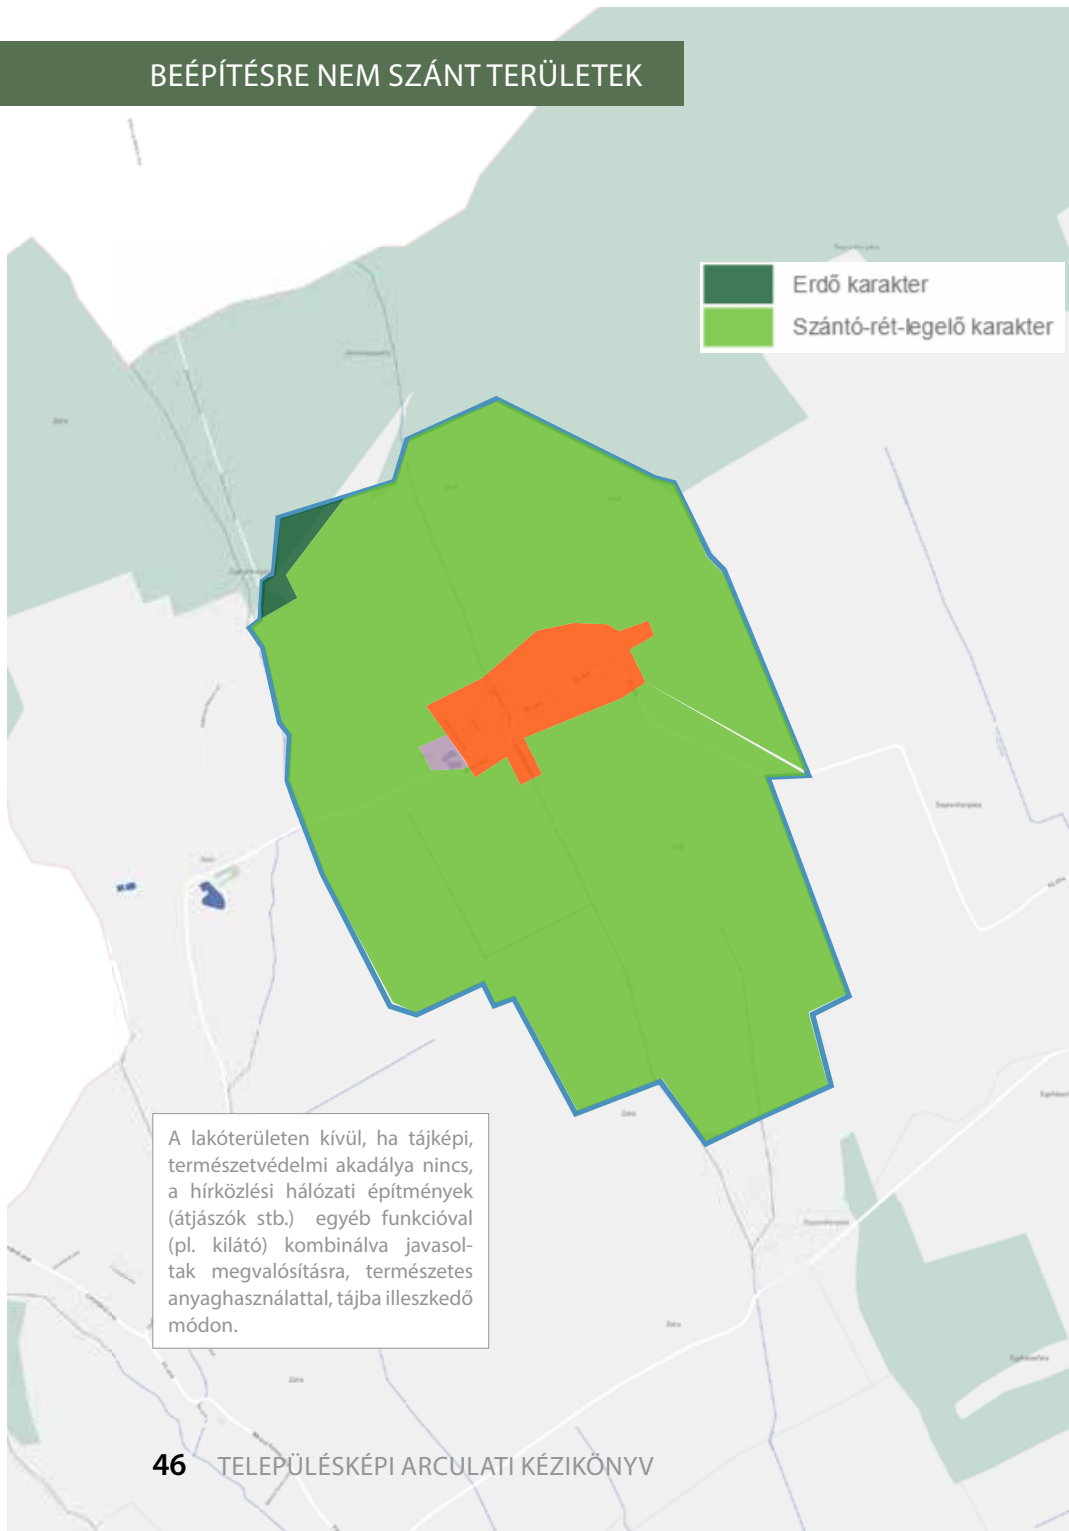 BEÉPÍTÉSRE NEM SZÁNT TERÜLETEK
Erdő karakter
Szántó-rét-legelő karakter
A lakóterületen kívül, ha tájképi,
természetvédelmi akadálya nincs,
a hírközlési hálózati építmények
(átjászók stb.) egyéb funkcióval
(pl. kilátó) kombinálva javasol-
tak megvalósításra, természetes
anyaghasználattal, tájba illeszkedő
módon.
46 TELEPÜLÉSKÉPI ARCULATI KÉZIKÖNYV